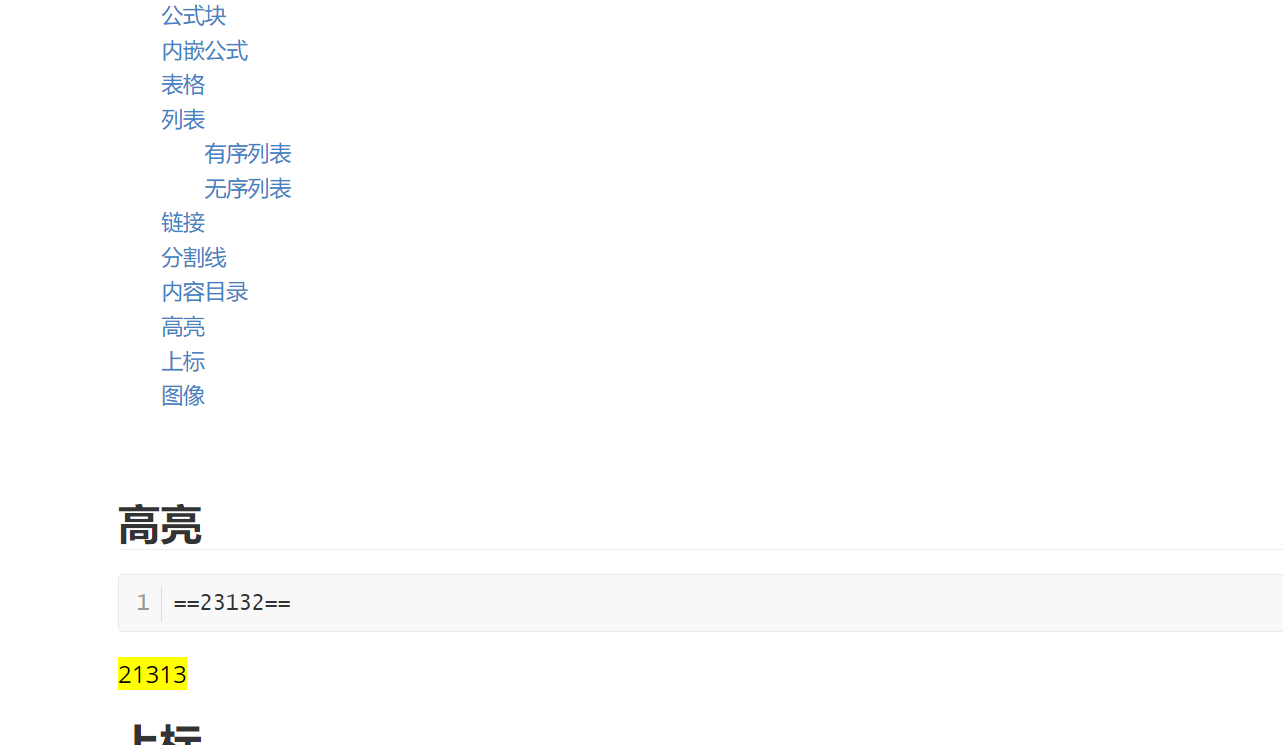 公式块
内嵌公式
表格
列表
有序列表
无序列表
链接
分割线
内容目录
高亮
上标
图像
高亮
1 ==23132==
21313
上标